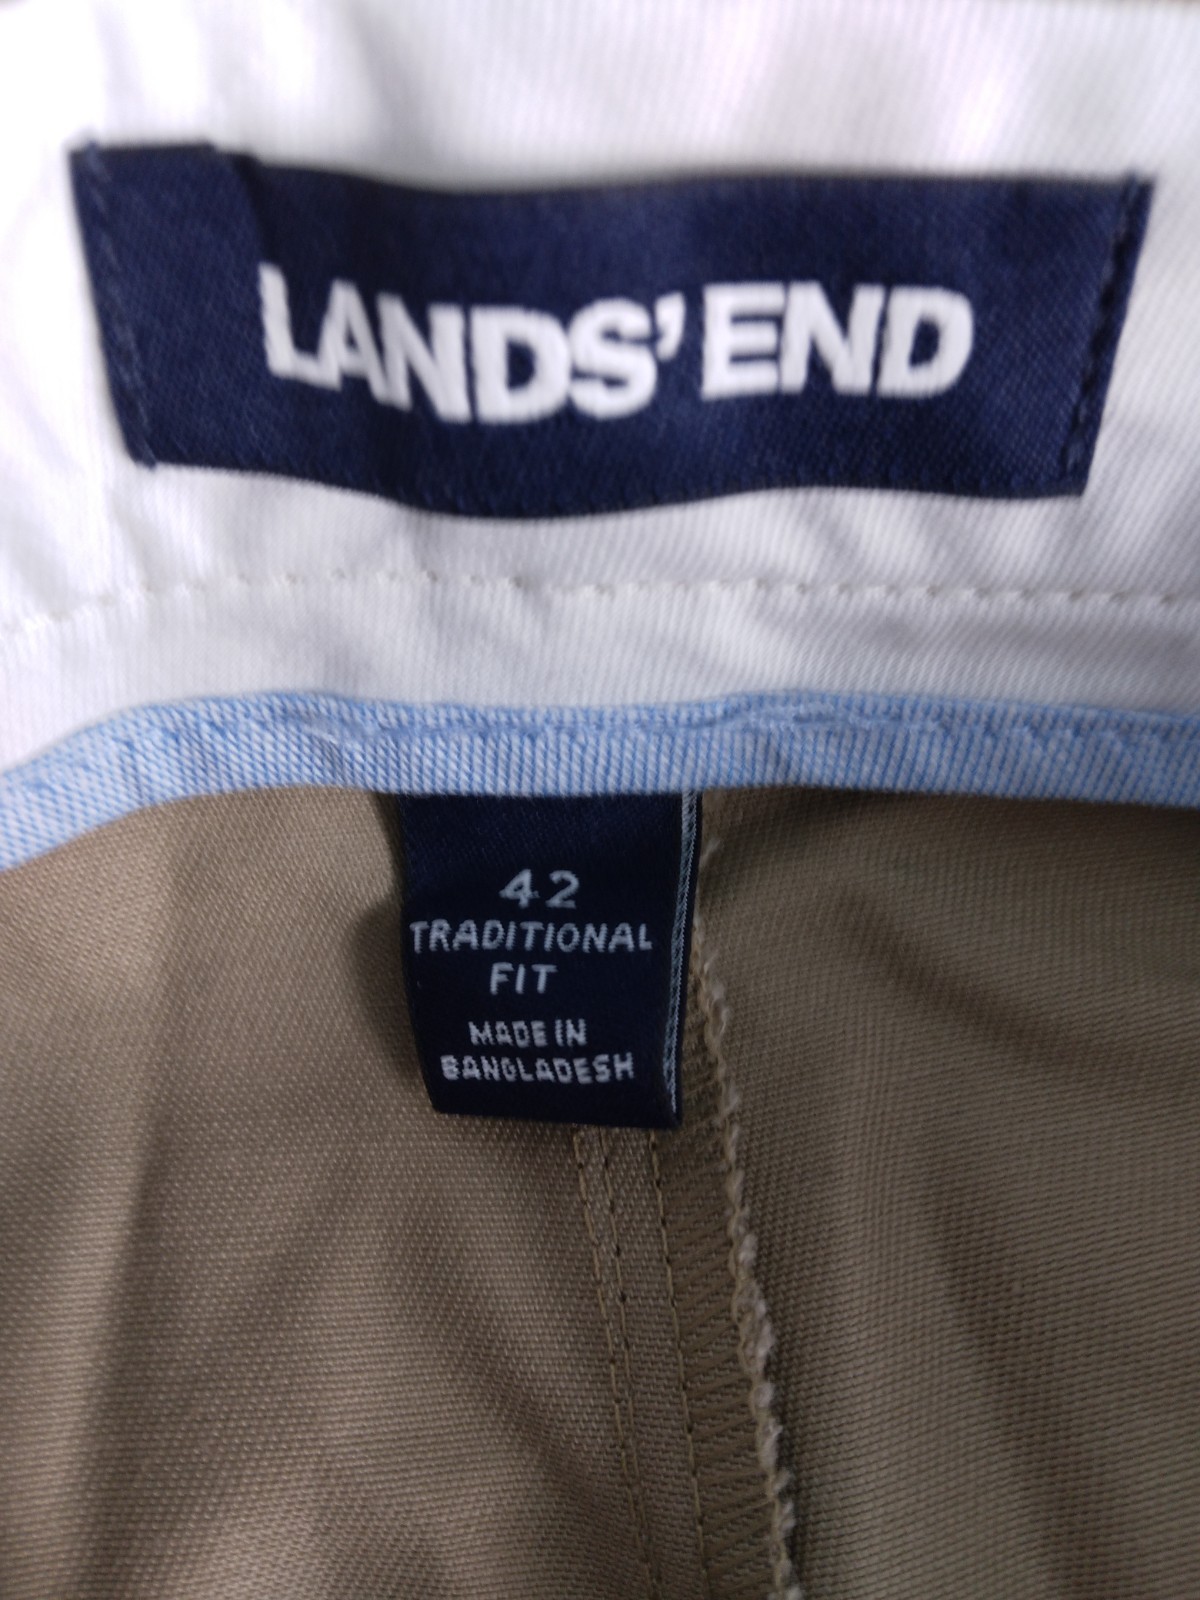 LANDS' END
42
TRADITIONAL
FIT
MADE IN
BANGLADESH